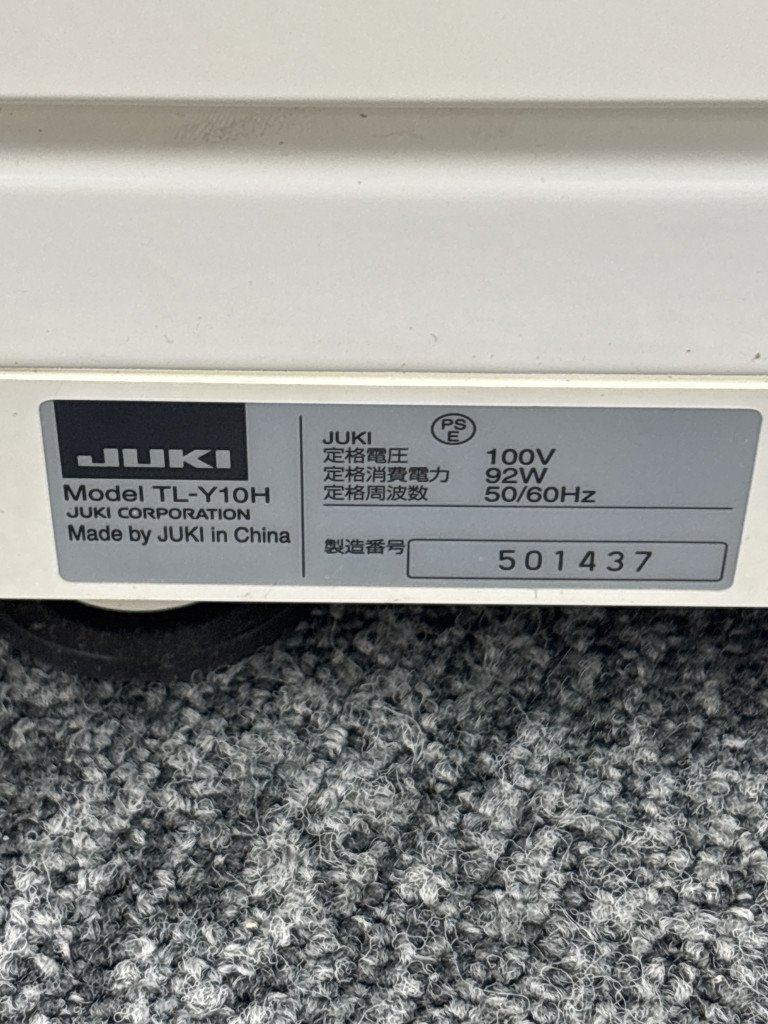 JUKI
Model TL-Y10H
JUKI CORPORATION
Made by JUKI in China
JUKI
PS
E
定格電圧 100V
定格消費電力 92W
定格周波数 50/60Hz
製造番号 501437